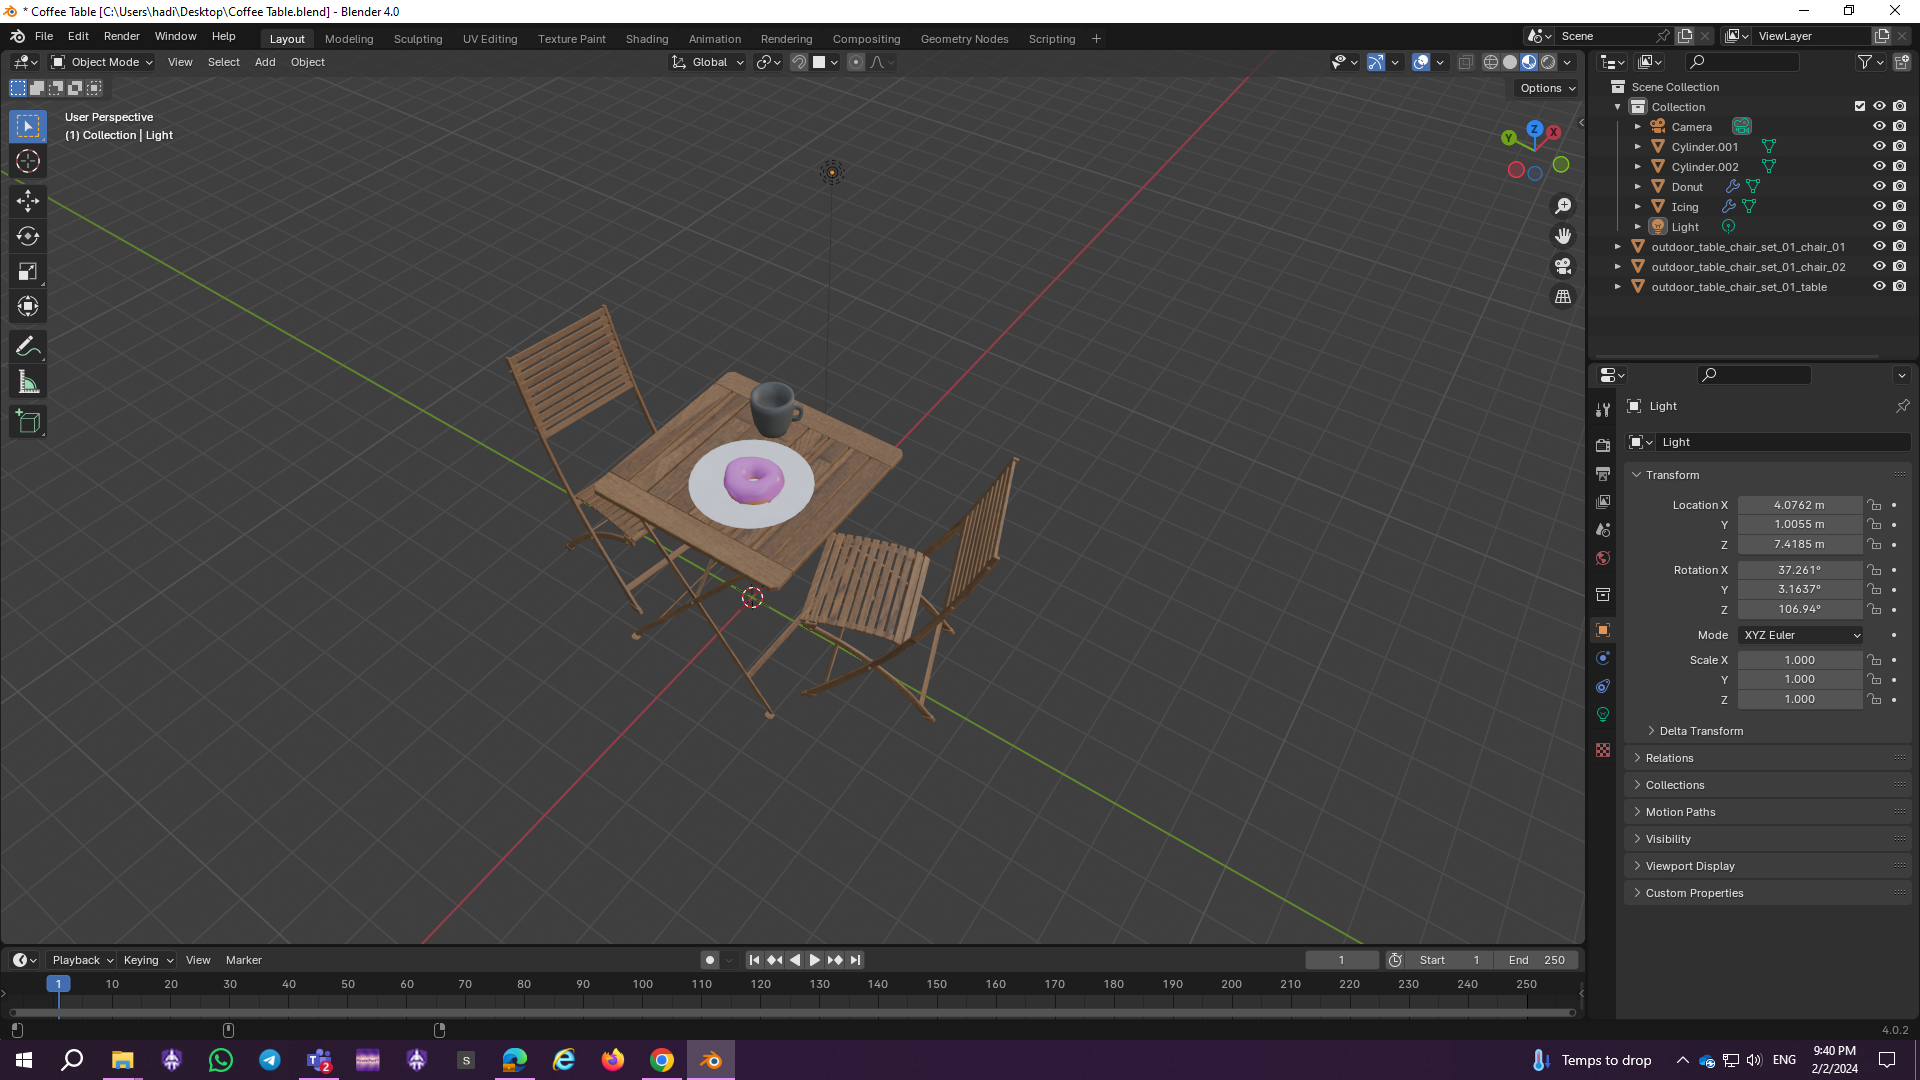 * Coffee Table [C:\Users\hadi\Desktop\Coffee Table.blend] - Blender 4.0
File Edit Render Window Help
Layout Modeling Sculpting UV Editing Texture Paint Shading Animation Rendering Compositing Geometry Nodes Scripting
Scene
ViewLayer
Object Mode View Select Add Object
Global
Options
User Perspective
(1) Collection | Light
Z
X
Y
Scene Collection
Collection
Camera
Cylinder.001
Cylinder.002
Donut
Icing
Light
outdoor_table_chair_set_01_chair_01
outdoor_table_chair_set_01_chair_02
outdoor_table_chair_set_01_table
Light
Light
Transform
Location X 4.0762 m
Y 1.0055 m
Z 7.4185 m
Rotation X 37.261°
Y 3.1637°
Z 106.94°
Mode XYZ Euler
Scale X 1.000
Y 1.000
Z 1.000
Delta Transform
Relations
Collections
Motion Paths
Visibility
Viewport Display
Custom Properties
Playback Keying View Marker
1
Start 1
End 250
1 10 20 30 40 50 60 70 80 90 100 110 120 130 140 150 160 170 180 190 200 210 220 230 240 250
4.0.2
2
S
Temps to drop
ENG
9:40 PM
2/2/2024